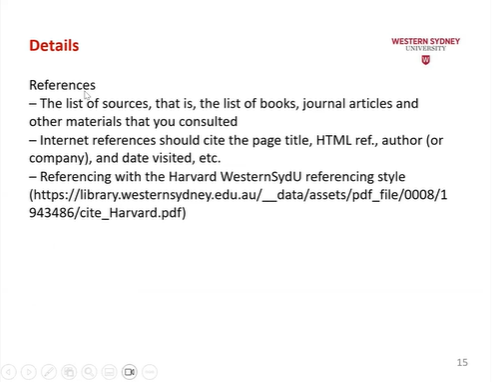 Details
WESTERN SYDNEY
UNIVERSITY
W
References
– The list of sources, that is, the list of books, journal articles and
other materials that you consulted
– Internet references should cite the page title, HTML ref., author (or
company), and date visited, etc.
– Referencing with the Harvard WesternSydU referencing style
(https://library.westernsydney.edu.au/__data/assets/pdf_file/0008/1
943486/cite_Harvard.pdf)
15